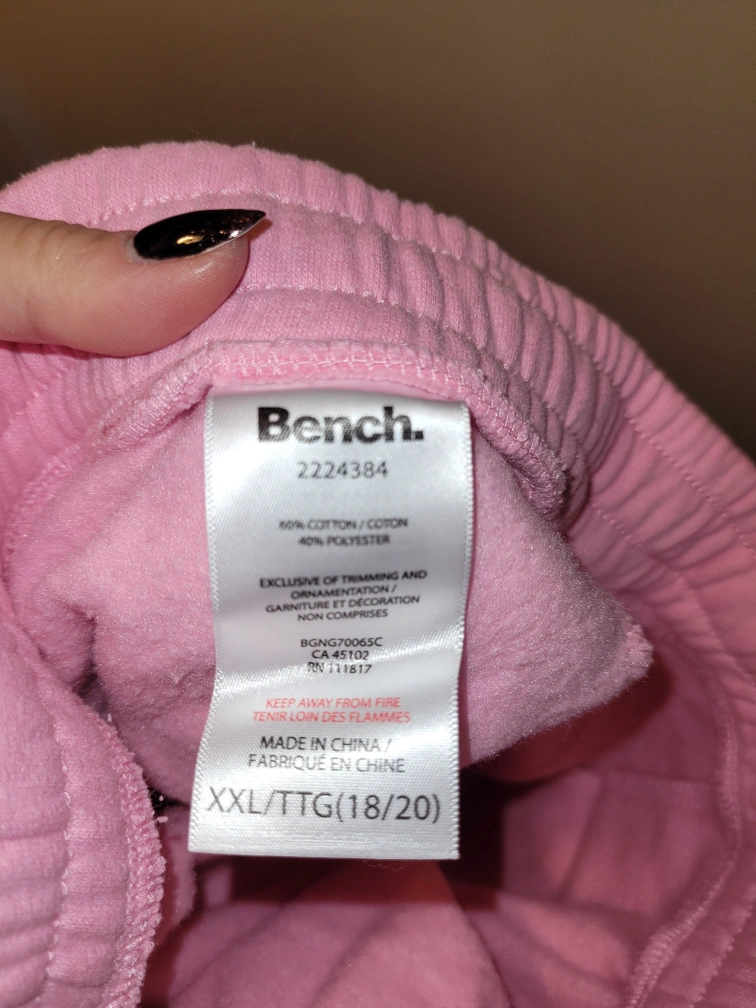 Bench.
2224384
60% COTTON / COTON
40% POLYESTER
EXCLUSIVE OF TRIMMING AND
ORNAMENTATION /
GARNITURE ET DÉCORATION
NON COMPRISES
BGNG70065C
CA 45102
RN 111817
KEEP AWAY FROM FIRE
TENIR LOIN DES FLAMMES
MADE IN CHINA /
FABRIQUÉ EN CHINE
XXL/TTG(18/20)